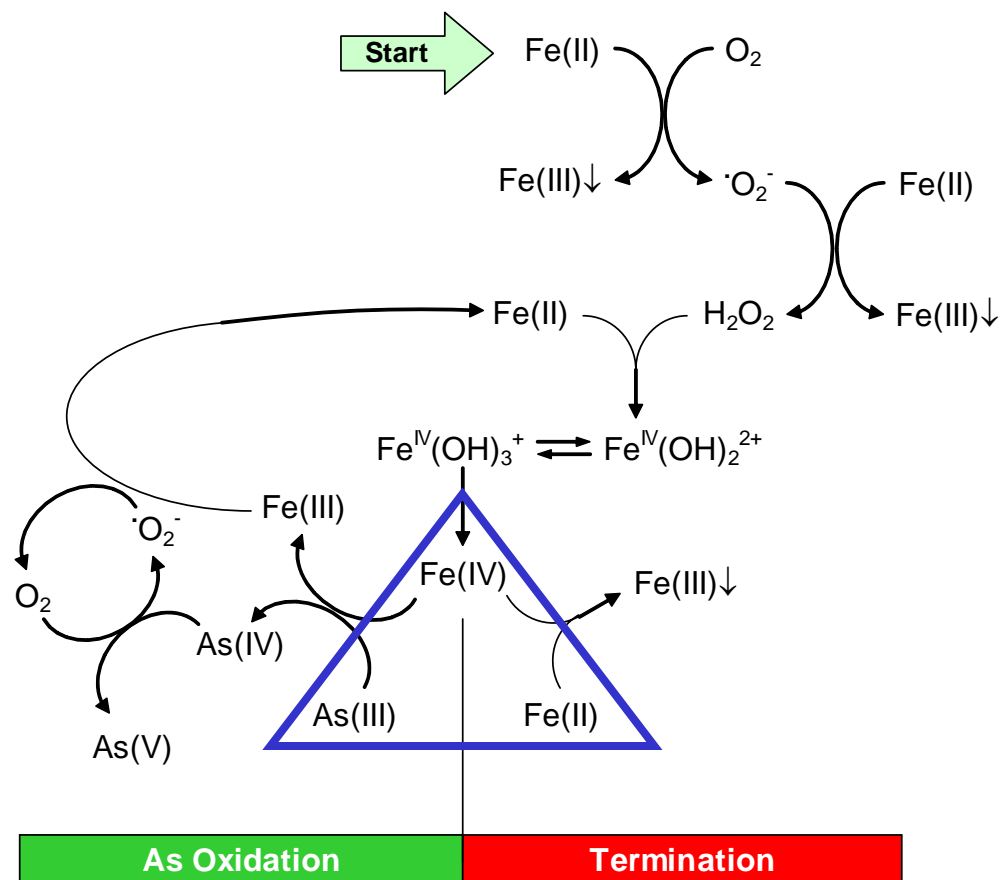 Start
Fe(II)
O₂
Fe(III)↓
·O₂⁻
Fe(II)
Fe(II)
H₂O₂
Fe(III)↓
Feᴵⱽ(OH)₃⁺ ⇌ Feᴵⱽ(OH)₂²⁺
Fe(III)
·O₂⁻
Fe(IV)
Fe(III)↓
O₂
As(IV)
As(III)
Fe(II)
As(V)
As Oxidation
Termination